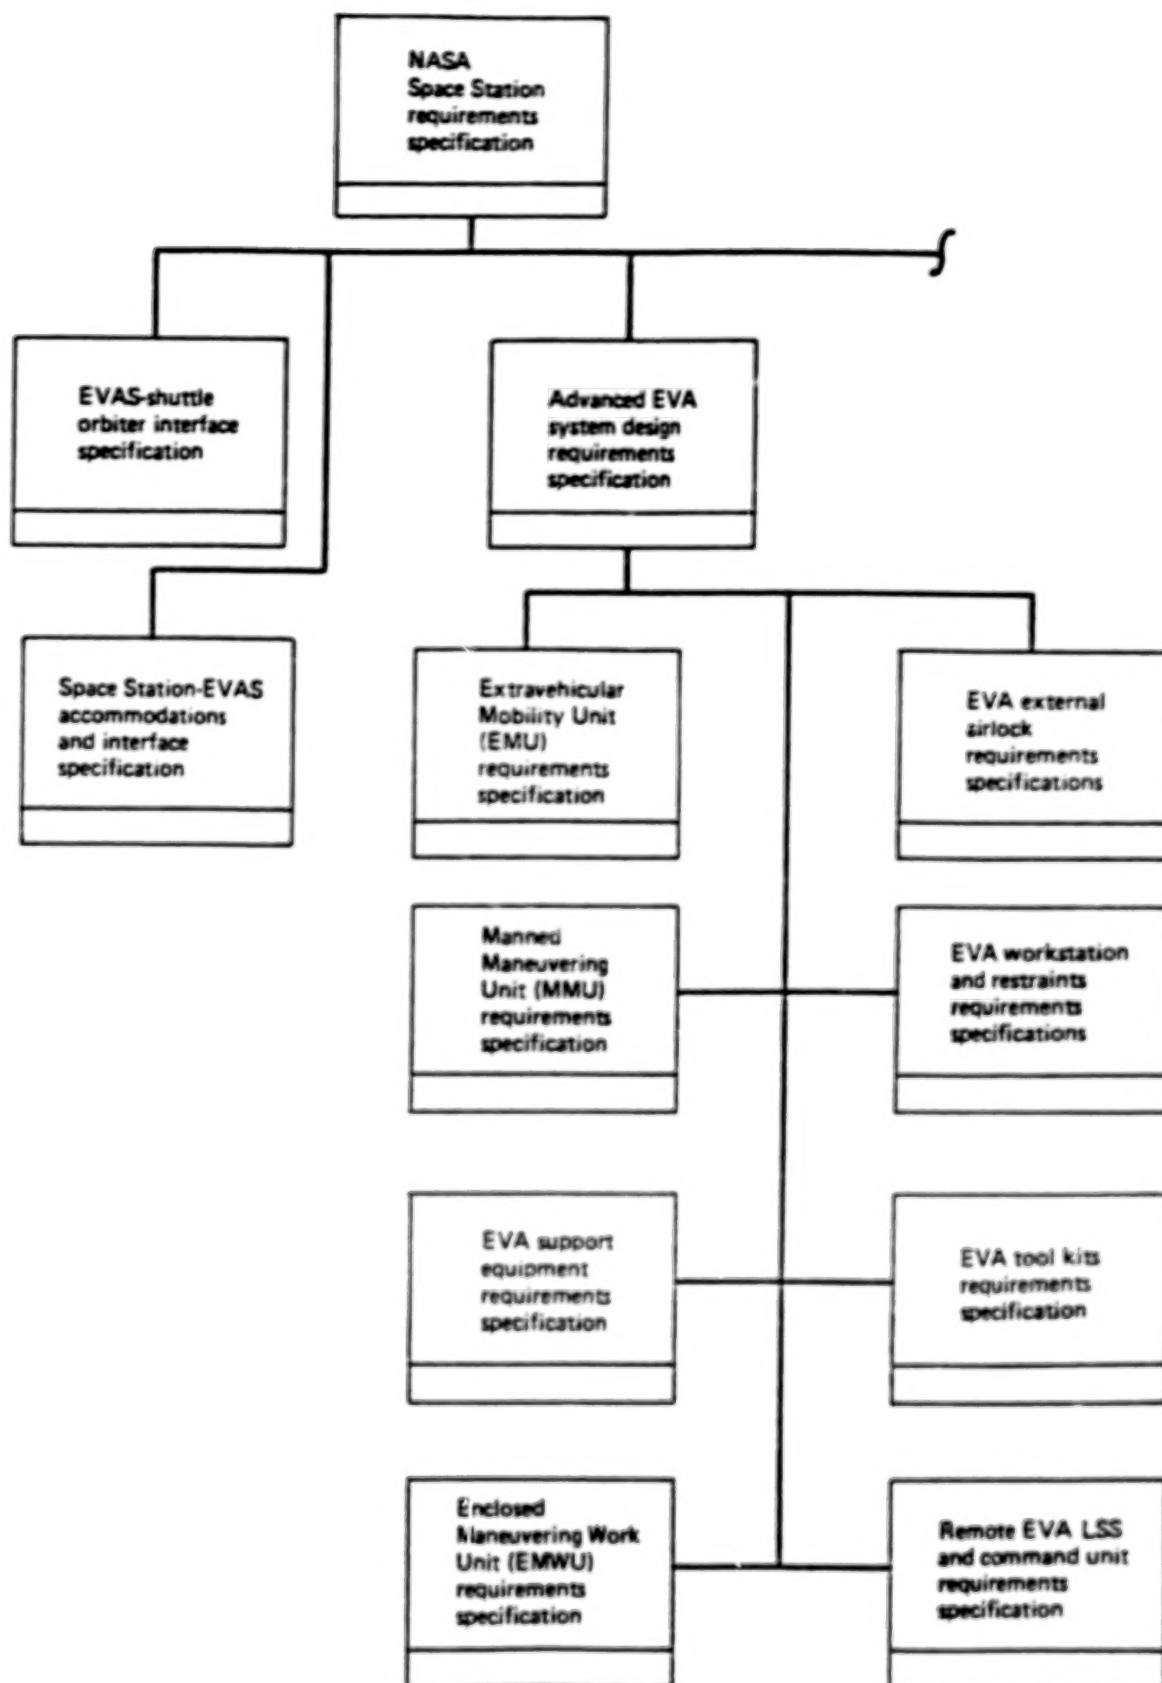 NASA
Space Station
requirements
specification
EVAS-shuttle
orbiter interface
specification
Advanced EVA
system design
requirements
specification
Space Station-EVAS
accommodations
and interface
specification
Extravehicular
Mobility Unit
(EMU)
requirements
specification
EVA external
airlock
requirements
specifications
Manned
Maneuvering
Unit (MMU)
requirements
specification
EVA workstation
and restraints
requirements
specifications
EVA support
equipment
requirements
specification
EVA tool kits
requirements
specification
Enclosed
Maneuvering Work
Unit (EMWU)
requirements
specification
Remote EVA LSS
and command unit
requirements
specification